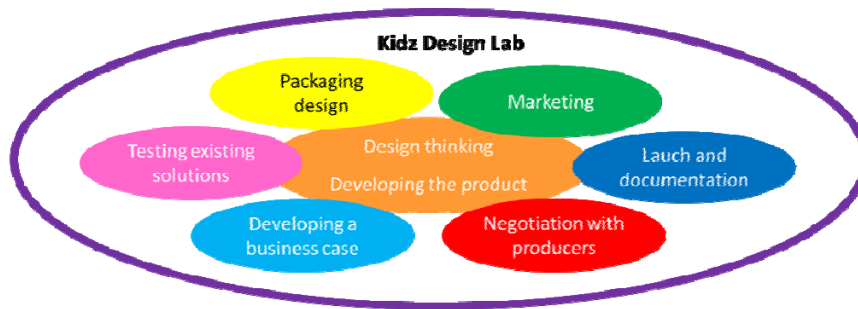 Kidz Design Lab
Packaging
design
Marketing
Design thinking
Developing the product
Testing existing
solutions
Lauch and
documentation
Developing a
business case
Negotiation with
producers